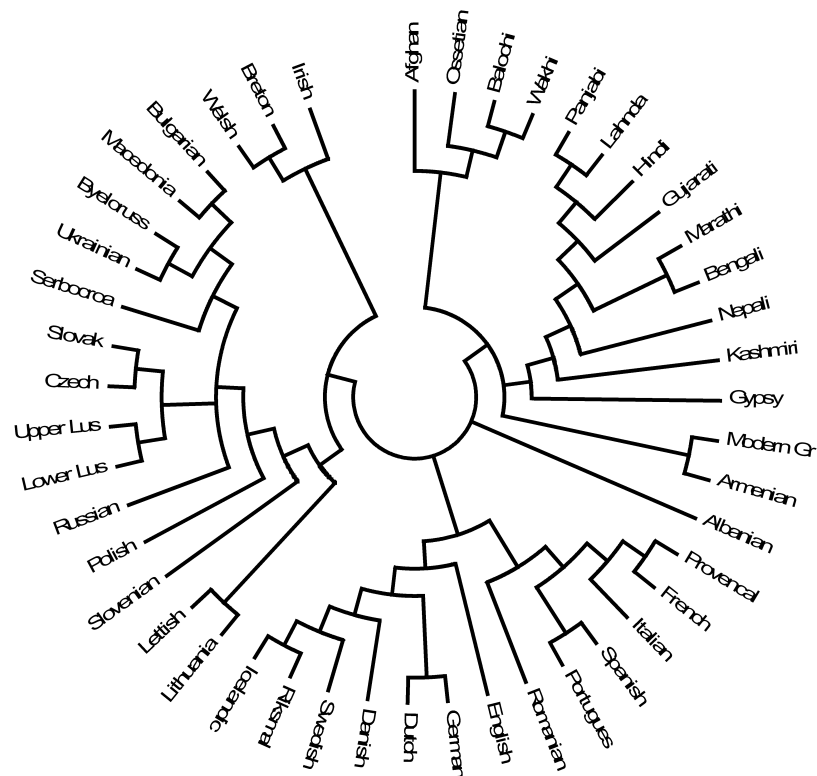 Afghan
Ossetian
Balochi
Wakhi
Panjabi
Lahnda
Hindi
Gujarati
Marathi
Bengali
Nepali
Kashmiri
Gypsy
Modern Gr
Armenian
Albanian
Provencal
French
Italian
Spanish
Portugues
Romanian
English
German
Dutch
Danish
Swedish
Riksmal
Icelandic
Lithuania
Lettish
Slovenian
Polish
Russian
Lower Lus
Upper Lus
Czech
Slovak
Serbocroa
Ukrainian
Byeloruss
Macedonia
Bulgarian
Welsh
Breton
Irish